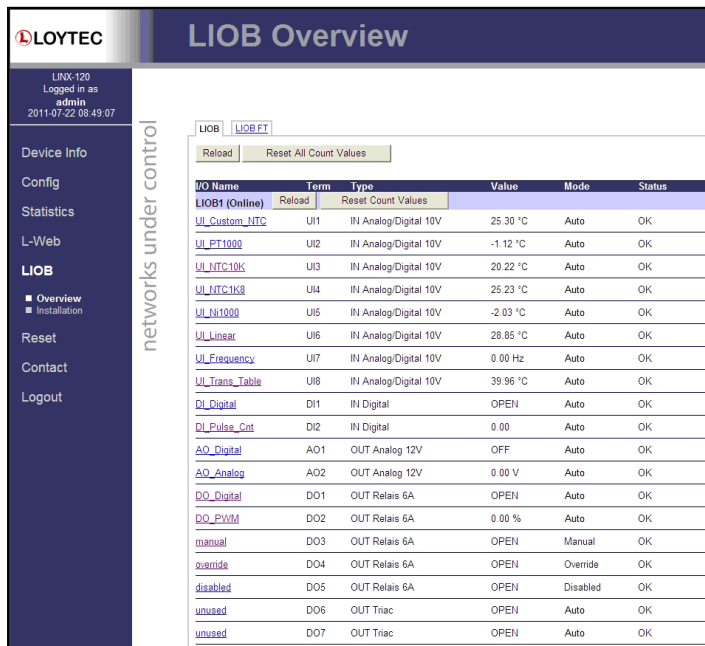 LOYTEC
LIOB Overview
LINX-120
Logged in as
admin
2011-07-22 08:49:07
Device Info
Config
Statistics
L-Web
LIOB
Overview
Installation
Reset
Contact
Logout
networks under control
LIOB LIOB FT
Reload Reset All Count Values
I/O Name Term Type Value Mode Status
LIOB1 (Online) Reload Reset Count Values
UI_Custom_NTC UI1 IN Analog/Digital 10V 25.30 °C Auto OK
UI_PT1000 UI2 IN Analog/Digital 10V -1.12 °C Auto OK
UI_NTC10K UI3 IN Analog/Digital 10V 20.22 °C Auto OK
UI_NTC1K8 UI4 IN Analog/Digital 10V 25.23 °C Auto OK
UI_Ni1000 UI5 IN Analog/Digital 10V -2.03 °C Auto OK
UI_Linear UI6 IN Analog/Digital 10V 28.85 °C Auto OK
UI_Frequency UI7 IN Analog/Digital 10V 0.00 Hz Auto OK
UI_Trans_Table UI8 IN Analog/Digital 10V 39.96 °C Auto OK
DI_Digital DI1 IN Digital OPEN Auto OK
DI_Pulse_Cnt DI2 IN Digital 0.00 Auto OK
AO_Digital AO1 OUT Analog 12V OFF Auto OK
AO_Analog AO2 OUT Analog 12V 0.00 V Auto OK
DO_Digital DO1 OUT Relais 6A OPEN Auto OK
DO_PWM DO2 OUT Relais 6A 0.00 % Auto OK
manual DO3 OUT Relais 6A OPEN Manual OK
override DO4 OUT Relais 6A OPEN Override OK
disabled DO5 OUT Relais 6A OPEN Disabled OK
unused DO6 OUT Triac OPEN Auto OK
unused DO7 OUT Triac OPEN Auto OK